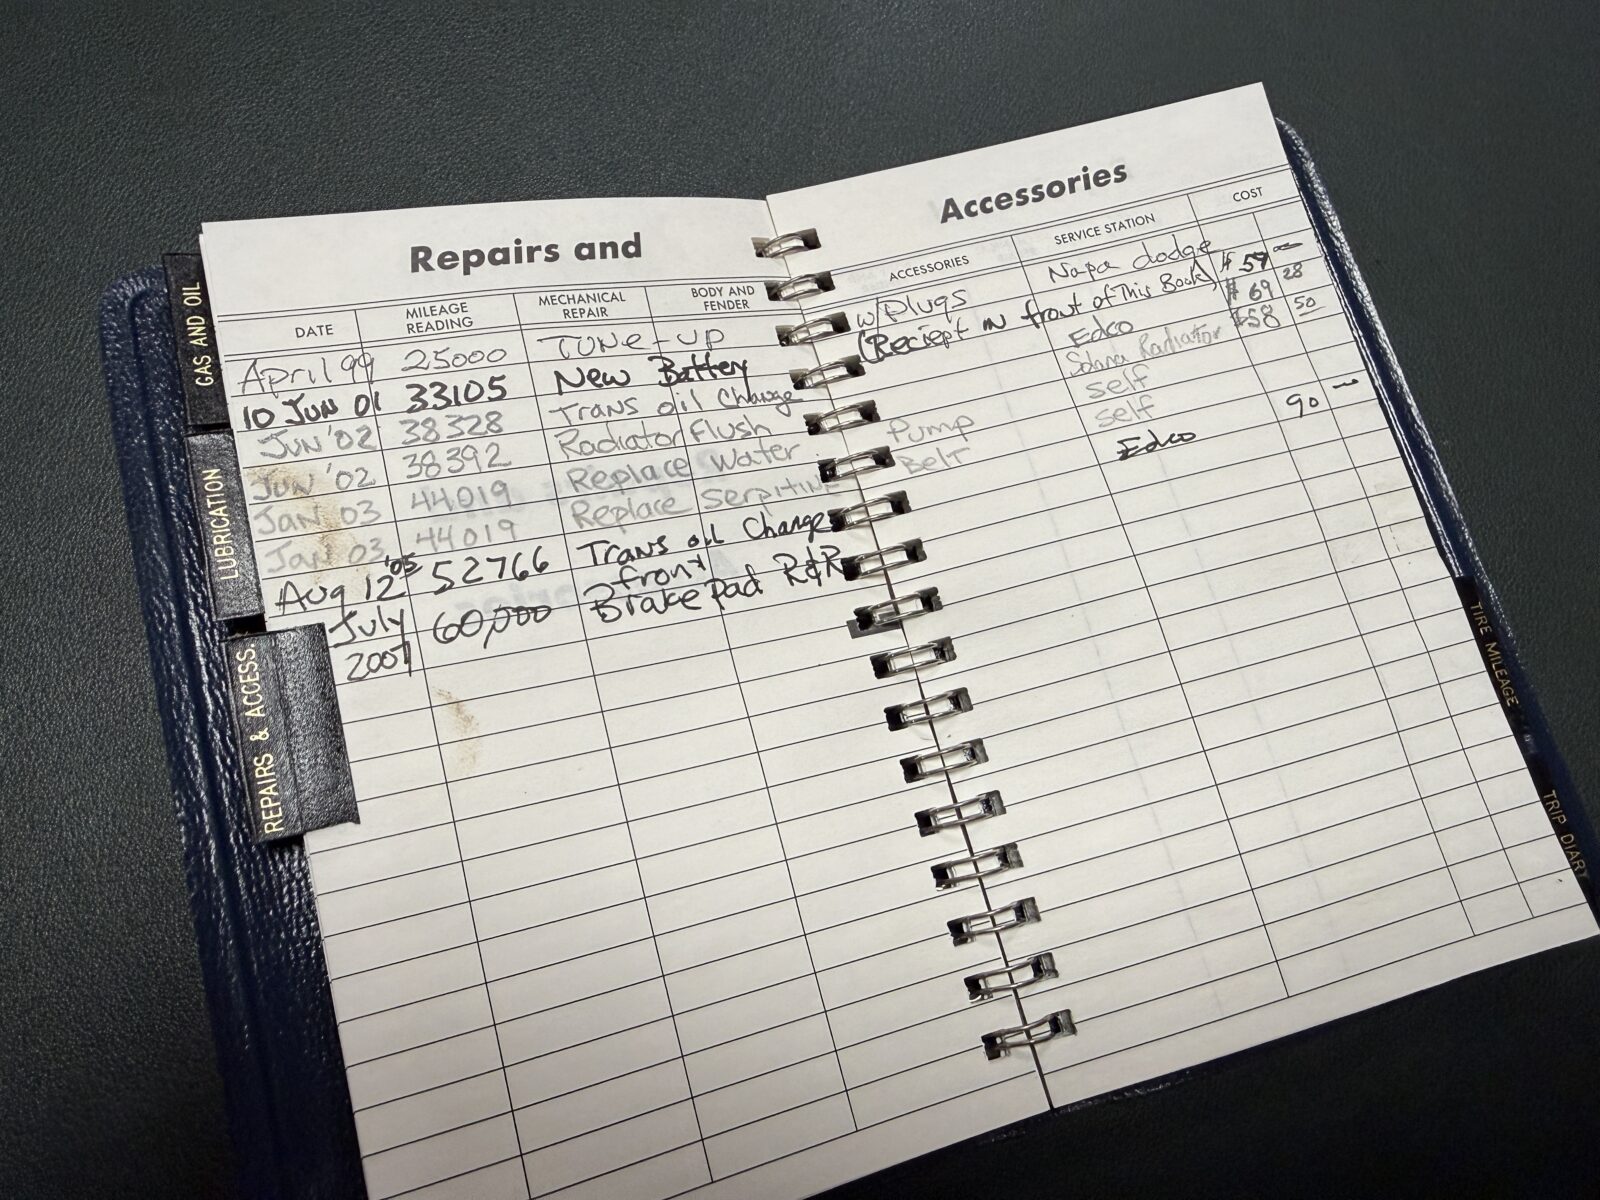 Repairs and Accessories
DATE MILEAGE READING MECHANICAL REPAIR BODY AND FENDER ACCESSORIES SERVICE STATION COST
April 99 25000 TUNe-up w/Plugs Napa dodge $ 57 —
10 JUN 01 33105 New Battery (Reciept in front of This Book) $ 69 28
JUN '02 38328 Trans oil Change Edco $58 50
JUN '02 38392 Radiator Flush Solano Radiator
JAN '03 44019 Replace Water Pump self
JAN 03 44019 Replace Serpitine Belt self
Aug 12 '05 52766 Trans oil Change Edco 90 —
July 2007 60,000 front Brake pad R&R
GAS AND OIL
LUBRICATION
REPAIRS & ACCESS.
TIRE MILEAGE
TRIP DIARY